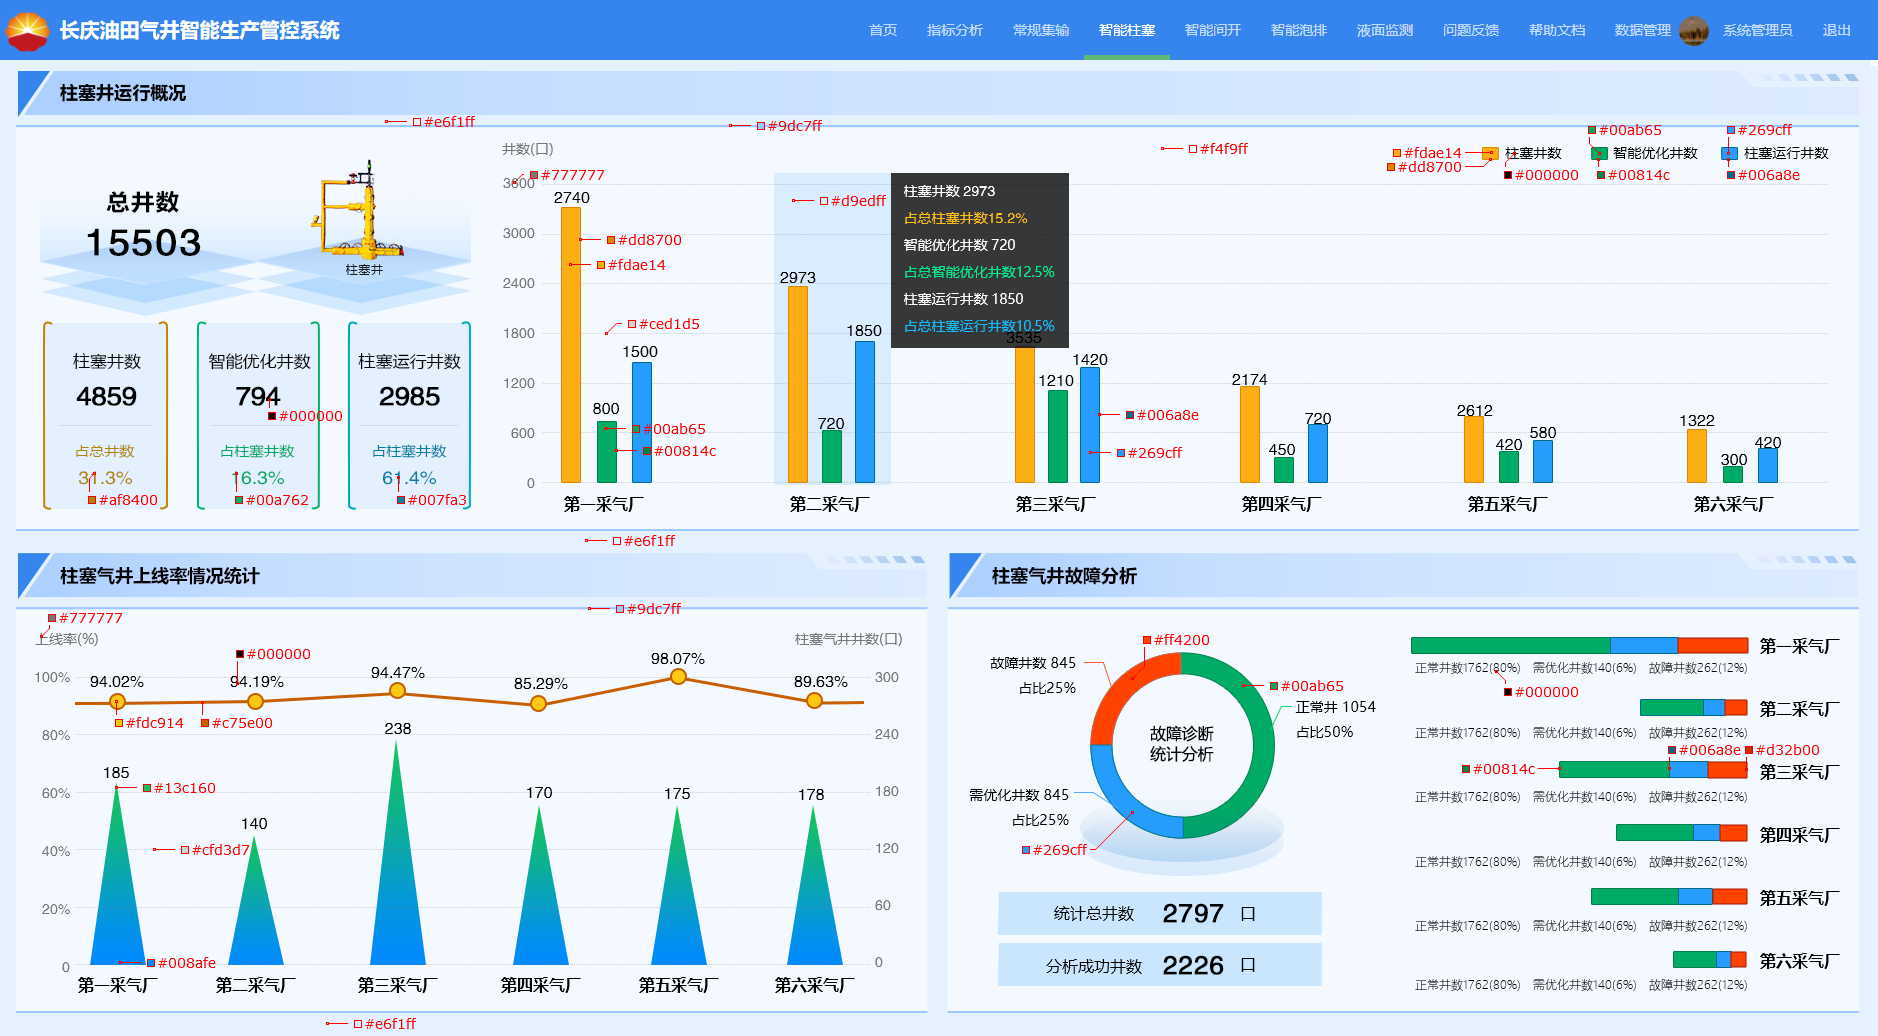 长庆油田气井智能生产管控系统
首页 指标分析 常规集输 智能柱塞 智能间开 智能泡排 液面监测 问题反馈 帮助文档 数据管理 系统管理员 退出
柱塞井运行概况
#e6f1ff
#9dc7ff
#f4f9ff
#00ab65
#269cff
#fdae14
#dd8700
柱塞井数
智能优化井数
柱塞运行井数
#000000
#00814c
#006a8e
总井数
15503
柱塞井
柱塞井数
4859
占总井数
31.3%
#af8400
智能优化井数
794
#000000
占柱塞井数
16.3%
#00a762
柱塞运行井数
2985
占柱塞井数
61.4%
#007fa3
井数(口)
#777777
3600
3000
2400
1800
1200
600
0
2740
#dd8700
#fdae14
#ced1d5
1500
800
#00ab65
#00814c
第一采气厂
#d9edff
2973
1850
720
第二采气厂
柱塞井数 2973
占总柱塞井数15.2%
智能优化井数 720
占总智能优化井数12.5%
柱塞运行井数 1850
占总柱塞运行井数10.5%
3535
1420
1210
#006a8e
#269cff
第三采气厂
2174
720
450
第四采气厂
2612
580
420
第五采气厂
1322
420
300
第六采气厂
#e6f1ff
柱塞气井上线率情况统计
#9dc7ff
#777777
上线率(%)
柱塞气井井数(口)
#000000
100%
80%
60%
40%
20%
0
300
240
180
120
60
0
94.02%
94.19%
94.47%
85.29%
98.07%
89.63%
#fdc914
#c75e00
185
140
238
170
175
178
#13c160
#cfd3d7
#008afe
第一采气厂
第二采气厂
第三采气厂
第四采气厂
第五采气厂
第六采气厂
#e6f1ff
柱塞气井故障分析
#ff4200
故障井数 845
占比25%
#00ab65
正常井 1054
占比50%
故障诊断
统计分析
需优化井数 845
占比25%
#269cff
统计总井数 2797 口
分析成功井数 2226 口
第一采气厂
正常井数1762(80%) 需优化井数140(6%) 故障井数262(12%)
#000000
第二采气厂
正常井数1762(80%) 需优化井数140(6%) 故障井数262(12%)
#006a8e
#d32b00
#00814c
第三采气厂
正常井数1762(80%) 需优化井数140(6%) 故障井数262(12%)
第四采气厂
正常井数1762(80%) 需优化井数140(6%) 故障井数262(12%)
第五采气厂
正常井数1762(80%) 需优化井数140(6%) 故障井数262(12%)
第六采气厂
正常井数1762(80%) 需优化井数140(6%) 故障井数262(12%)